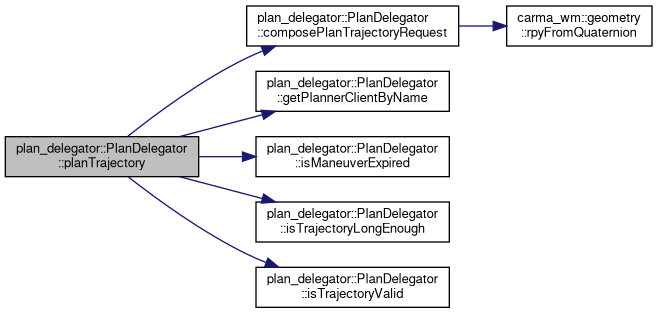 plan_delegator::PlanDelegator
::planTrajectory
plan_delegator::PlanDelegator
::composePlanTrajectoryRequest
carma_wm::geometry
::rpyFromQuaternion
plan_delegator::PlanDelegator
::getPlannerClientByName
plan_delegator::PlanDelegator
::isManeuverExpired
plan_delegator::PlanDelegator
::isTrajectoryLongEnough
plan_delegator::PlanDelegator
::isTrajectoryValid